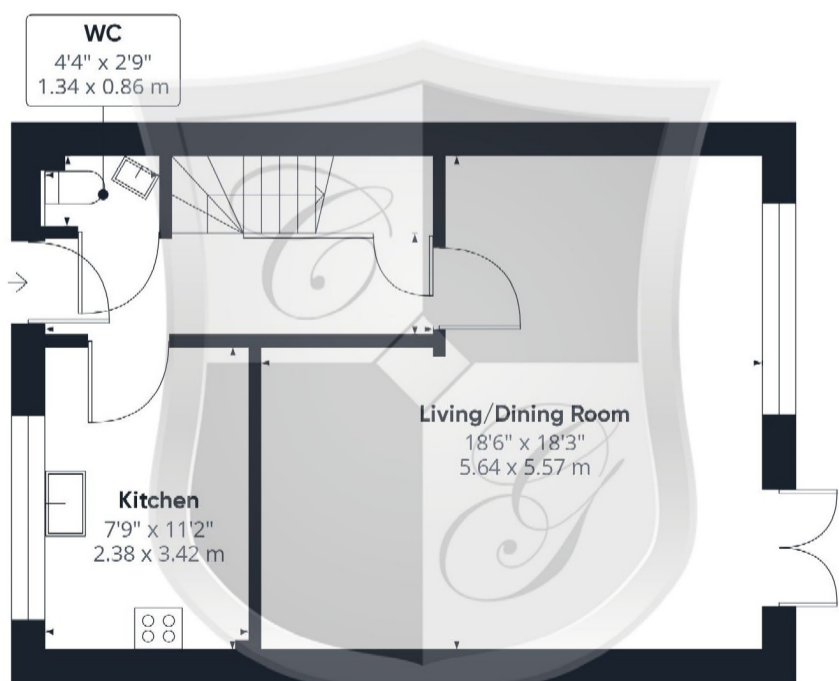 WC
4'4" x 2'9"
1.34 x 0.86 m
Living/Dining Room
18'6" x 18'3"
5.64 x 5.57 m
Kitchen
7'9" x 11'2"
2.38 x 3.42 m
C
G